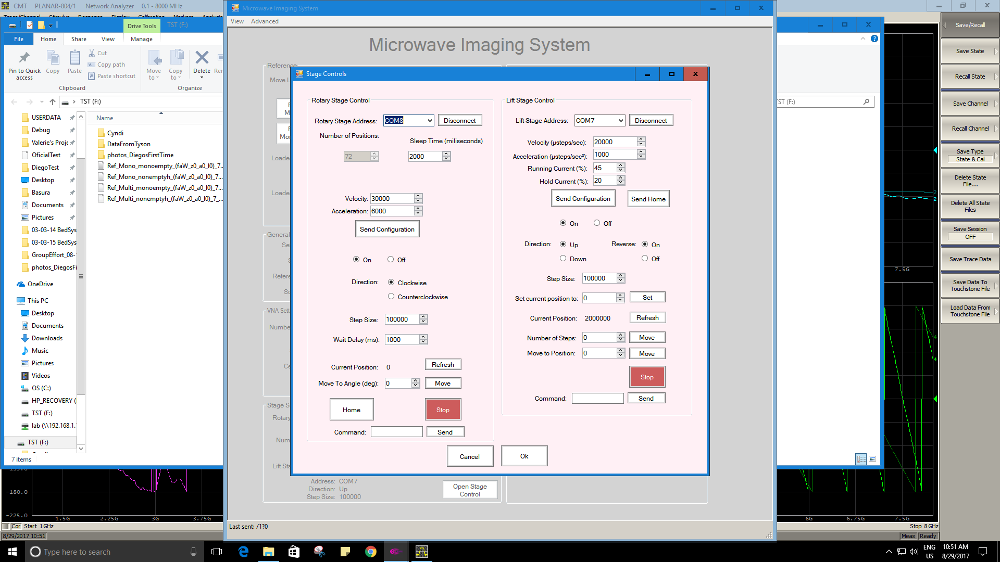 CMT PLANAR-804/1 Network Analyzer 0.1 - 8000 MHz
Drive Tools TST (F:)
File Home Share View Manage
Pin to Quick access
Copy
Paste
Cut
Copy path
Paste shortcut
Move to
Copy to
Delete
Clipboard
Organize
TST (F:)
Name
USERDATA
Debug
Valerie's Proje
OficialTest
DiegoTest
Desktop
Basura
Documents
Pictures
03-03-14 BedSys
03-03-15 BedSys
GroupEffort_08-
photos_DiegosFi
OneDrive
This PC
Desktop
Documents
Downloads
Music
Pictures
Videos
OS (C:)
HP_RECOVERY (
TST (F:)
lab (\\192.168.1.
TST (F:)
Cyndi
DataFromTyson
photos_DiegosFirstTime
Ref_Mono_monoempty_(faW_z0_a0_I0)_7...
Ref_Mono_nonemptyh_(faW_z0_a0_I0)_7...
Ref_Multi_monoempty_(faW_z0_a0_I0)_7...
Ref_Multi_nonemptyh_(faW_z0_a0_I0)_7_...
7 items
-180.0
-225.0
1.5G 2.25G 3G 3.75G
Cor Start 1 GHz
8/29/2017 10:51
Microwave Imaging System
View Advanced
Microwave Imaging System
Reference
Move L
Loaded
Loaded
General
Refere
VNA Sett
Numbe
Stage S
Rotary
Num
Lift Sta
Address: COM7
Direction: Up
Step Size: 100000
Open Stage Control
Last sent: /1?0
Stage Controls
Rotary Stage Control
Rotary Stage Address: COM8 Disconnect
Number of Positions:
Sleep Time (miliseconds)
72 2000
Velocity: 30000
Acceleration: 6000
Send Configuration
On Off
Direction: Clockwise
Counterclockwise
Step Size: 100000
Wait Delay (ms): 1000
Current Position: 0 Refresh
Move To Angle (deg): 0 Move
Home Stop
Command: Send
Lift Stage Control
Lift Stage Address: COM7 Disconnect
Velocity (µsteps/sec): 20000
Acceleration (µsteps/sec²): 1000
Running Current (%): 45
Hold Current (%): 20
Send Configuration Send Home
On Off
Direction: Up Reverse: On
Down Off
Step Size: 100000
Set current position to: 0 Set
Current Position: 2000000 Refresh
Number of Steps: 0 Move
Move to Position: 0 Move
Stop
Command: Send
Cancel Ok
ST (F:)
7.5G
6G 6.75G 7.5G
Stop 8 GHz
Meas Ready
Save/Recall
Save State
Recall State
Save Channel
Recall Channel
Save Type
State & Cal
Delete State File...
Delete All State Files
Save Session
OFF
Save Trace Data
Save Data To Touchstone File
Load Data From Touchstone File
Type here to search
ENG
US
10:51 AM
8/29/2017